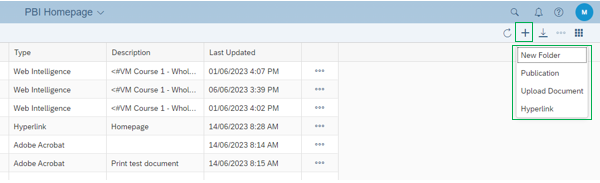 PBI Homepage
M
Type Description Last Updated
Web Intelligence <#VM Course 1 - Whol... 01/06/2023 4:07 PM
Web Intelligence <#VM Course 1 - Whol... 06/06/2023 3:39 PM
Web Intelligence <#VM Course 1 - Whol... 01/06/2023 4:02 PM
Hyperlink Homepage 14/06/2023 8:28 AM
Adobe Acrobat 14/06/2023 8:14 AM
Adobe Acrobat Print test document 14/06/2023 8:15 AM
New Folder
Publication
Upload Document
Hyperlink